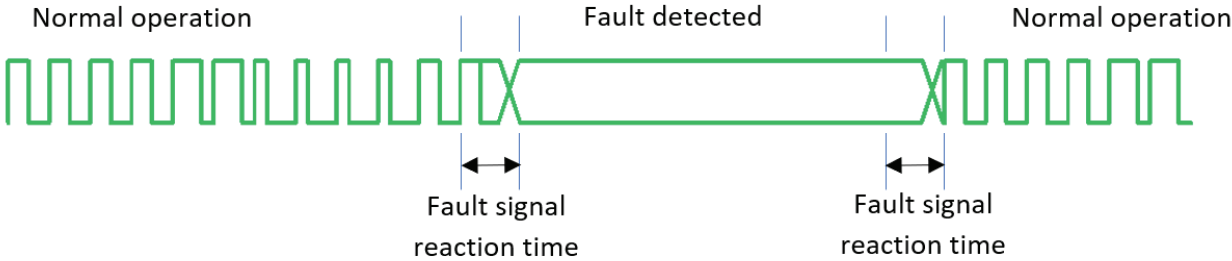 Normal operation
Fault detected
Normal operation
Fault signal
reaction time
Fault signal
reaction time